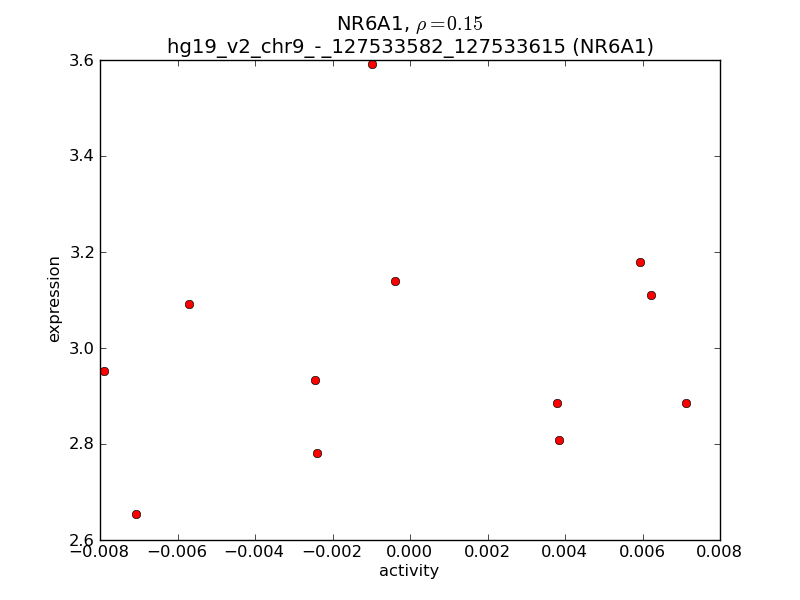 NR6A1, ρ=0.15
hg19_v2_chr9_-_127533582_127533615 (NR6A1)
3.6
3.4
3.2
3.0
2.8
2.6
expression
−0.008 −0.006 −0.004 −0.002 0.000 0.002 0.004 0.006 0.008
activity